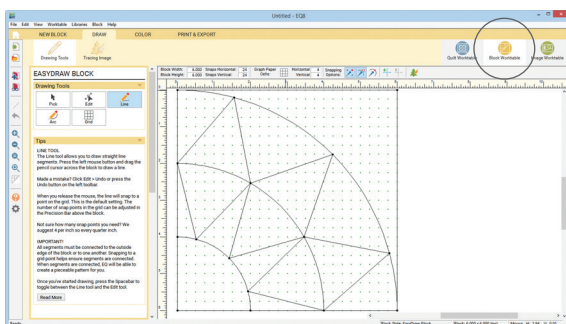 Untitled - EQ8
File Edit View Worktable Libraries Block Help
NEW BLOCK DRAW COLOR PRINT & EXPORT
Drawing Tools Tracing Image Quilt Worktable Block Worktable Image Worktable
EASYDRAW BLOCK
Block Width: 6.000 Snaps Horizontal 24 Graph Paper Horizontal 4 Snapping
Block Height: 6.000 Snaps Vertical 24 Cells: Vertical 4 Options:
Drawing Tools
Pick Edit Line
Arc Grid
Tips
LINE TOOL
The Line tool allows you to draw straight line
segments. Press the left mouse button and drag the
pencil cursor across the block to draw a line.
Made a mistake? Click Edit > Undo or press the
Undo button on the left toolbar.
When you release the mouse, the line will snap to a
point on the grid. This is the default setting. The
number of snap points in the grid can be adjusted in
the Precision Bar above the block.
Not sure how many snap points you need? We
suggest 4 per inch so every quarter inch.
IMPORTANT!
All segments must be connected to the outside
edge of the block or to one another. Snapping to a
grid point helps ensure segments are connected.
When segments are connected, EQ will be able to
create a pieceable pattern for you.
Once you've started drawing, press the Spacebar to
toggle between the Line tool and the Edit tool.
Read More